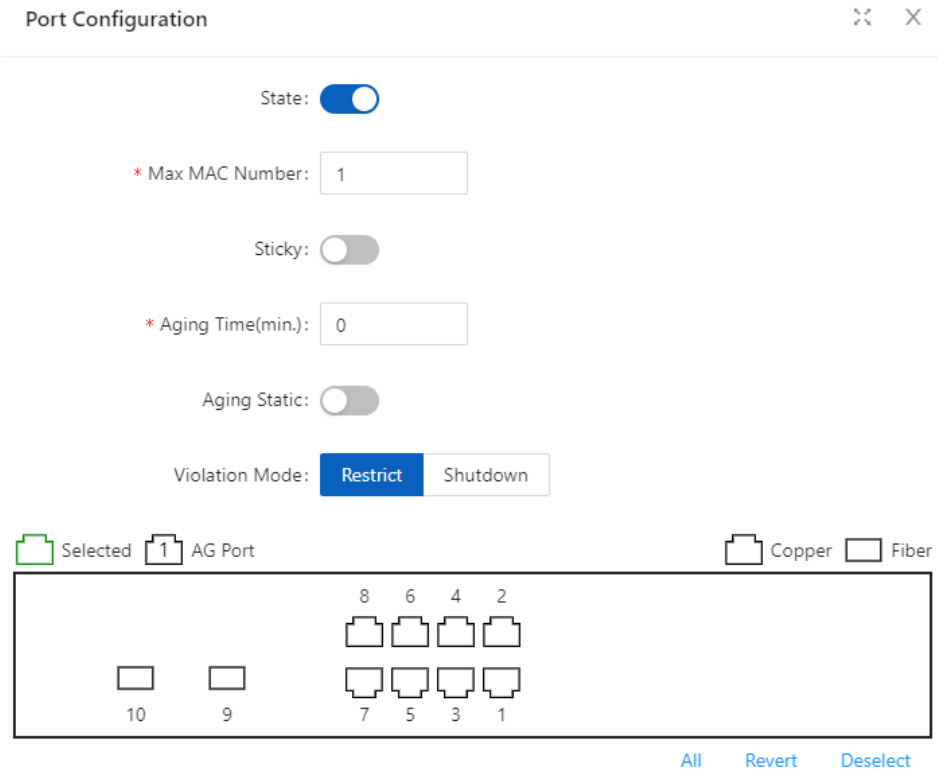 Port Configuration
State:
* Max MAC Number: 1
Sticky:
* Aging Time(min.): 0
Aging Static:
Violation Mode: Restrict Shutdown
Selected 1 AG Port Copper Fiber
8 6 4 2
10 9 7 5 3 1
All Revert Deselect